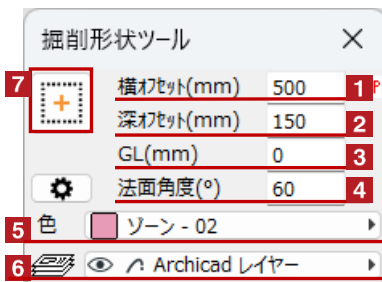 掘削形状ツール
7
横ｵﾌｾｯﾄ(mm) 500 1 P
深ｵﾌｾｯﾄ(mm) 150 2
GL(mm) 0 3
法面角度(°) 60 4
5 色 ゾーン - 02
6 Archicad レイヤー